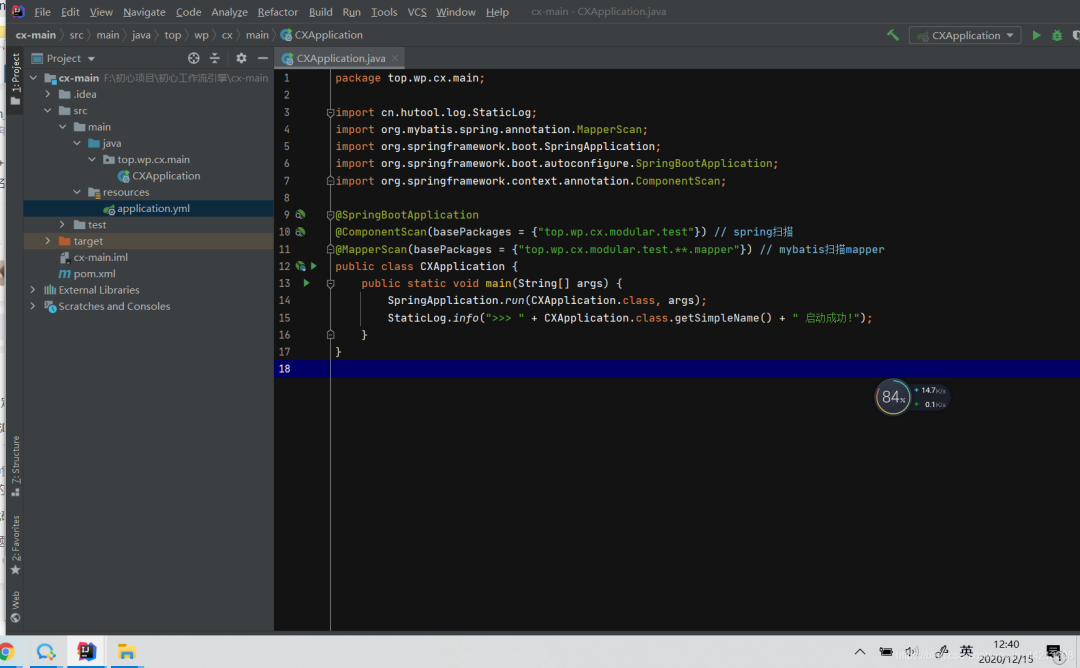 File Edit View Navigate Code Analyze Refactor Build Run Tools VCS Window Help cx-main - CXApplication.java
cx-main src main java top wp cx main CXApplication CXApplication
1: Project
Project CXApplication.java
cx-main F:\初心项目\初心工作流引擎\cx-main
.idea
src
main
java
top.wp.cx.main
CXApplication
resources
application.yml
test
target
cx-main.iml
pom.xml
External Libraries
Scratches and Consoles
7: Structure
2: Favorites
Web
1 package top.wp.cx.main;
2
3 import cn.hutool.log.StaticLog;
4 import org.mybatis.spring.annotation.MapperScan;
5 import org.springframework.boot.SpringApplication;
6 import org.springframework.boot.autoconfigure.SpringBootApplication;
7 import org.springframework.context.annotation.ComponentScan;
8
9 @SpringBootApplication
10 @ComponentScan(basePackages = {"top.wp.cx.modular.test"}) // spring扫描
11 @MapperScan(basePackages = {"top.wp.cx.modular.test.**.mapper"}) // mybatis扫描mapper
12 public class CXApplication {
13 public static void main(String[] args) {
14 SpringApplication.run(CXApplication.class, args);
15 StaticLog.info(">>> " + CXApplication.class.getSimpleName() + " 启动成功!");
16 }
17 }
18
84%
14.7K/s
0.1K/s
英
12:40
2020/12/15